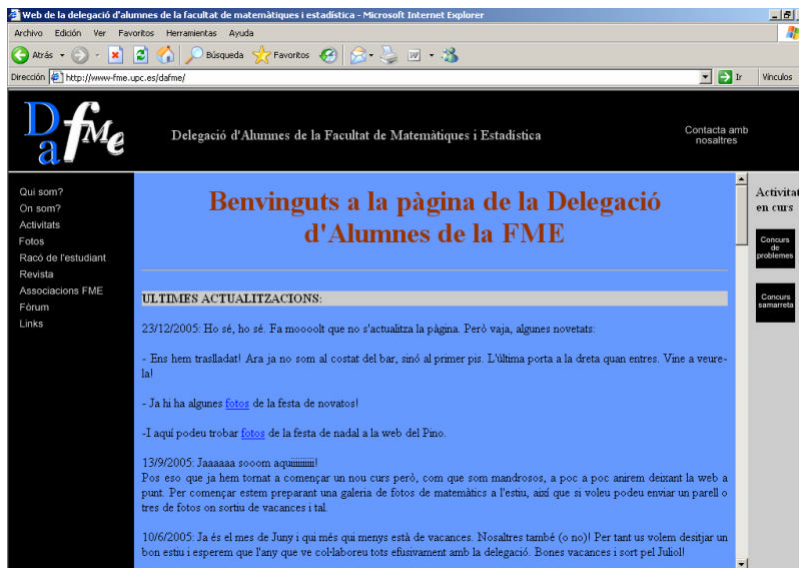 Web de la delegació d'alumnes de la facultat de matemàtiques i estadística - Microsoft Internet Explorer
Archivo Edición Ver Favoritos Herramientas Ayuda
Atrás Búsqueda Favoritos
Dirección http://www-fme.upc.es/dafme/ Ir Vínculos
DafMe
Delegació d'Alumnes de la Facultat de Matemàtiques i Estadística
Contacta amb
nosaltres
Qui som?
On som?
Activitats
Fotos
Racó de l'estudiant
Revista
Associacions FME
Fòrum
Links
Benvinguts a la pàgina de la Delegació
d'Alumnes de la FME
ULTIMES ACTUALITZACIONS:
23/12/2005: Ho sé, ho sé. Fa moooolt que no s'actualitza la pàgina. Però vaja, algunes novetats:
- Ens hem traslladat! Ara ja no som al costat del bar, sinó al primer pis. L'última porta a la dreta quan entres. Vine a veure-
la!
- Ja hi ha algunes fotos de la festa de novatos!
-I aquí podeu trobar fotos de la festa de nadal a la web del Pino.
13/9/2005: Jaaaaaa sooom
Pos eso que ja hem tornat a començar un nou curs però, com que som mandrosos, a poc a poc anirem deixant la web a
punt. Per començar estem preparant una galeria de fotos de matemàtics a l'estiu, així que si voleu podeu enviar un parell o
tres de fotos on sortiu de vacances i tal.
10/6/2005: Ja és el mes de Juny i qui més qui menys està de vacances. Nosaltres també (o no)! Per tant us volem desitjar un
bon estiu i esperem que l'any que ve col·laboreu tots efusivament amb la delegació. Bones vacances i sort pel Juliol!
Activitat
en curs
Concurs
de
problemes
Concurs
samarreta